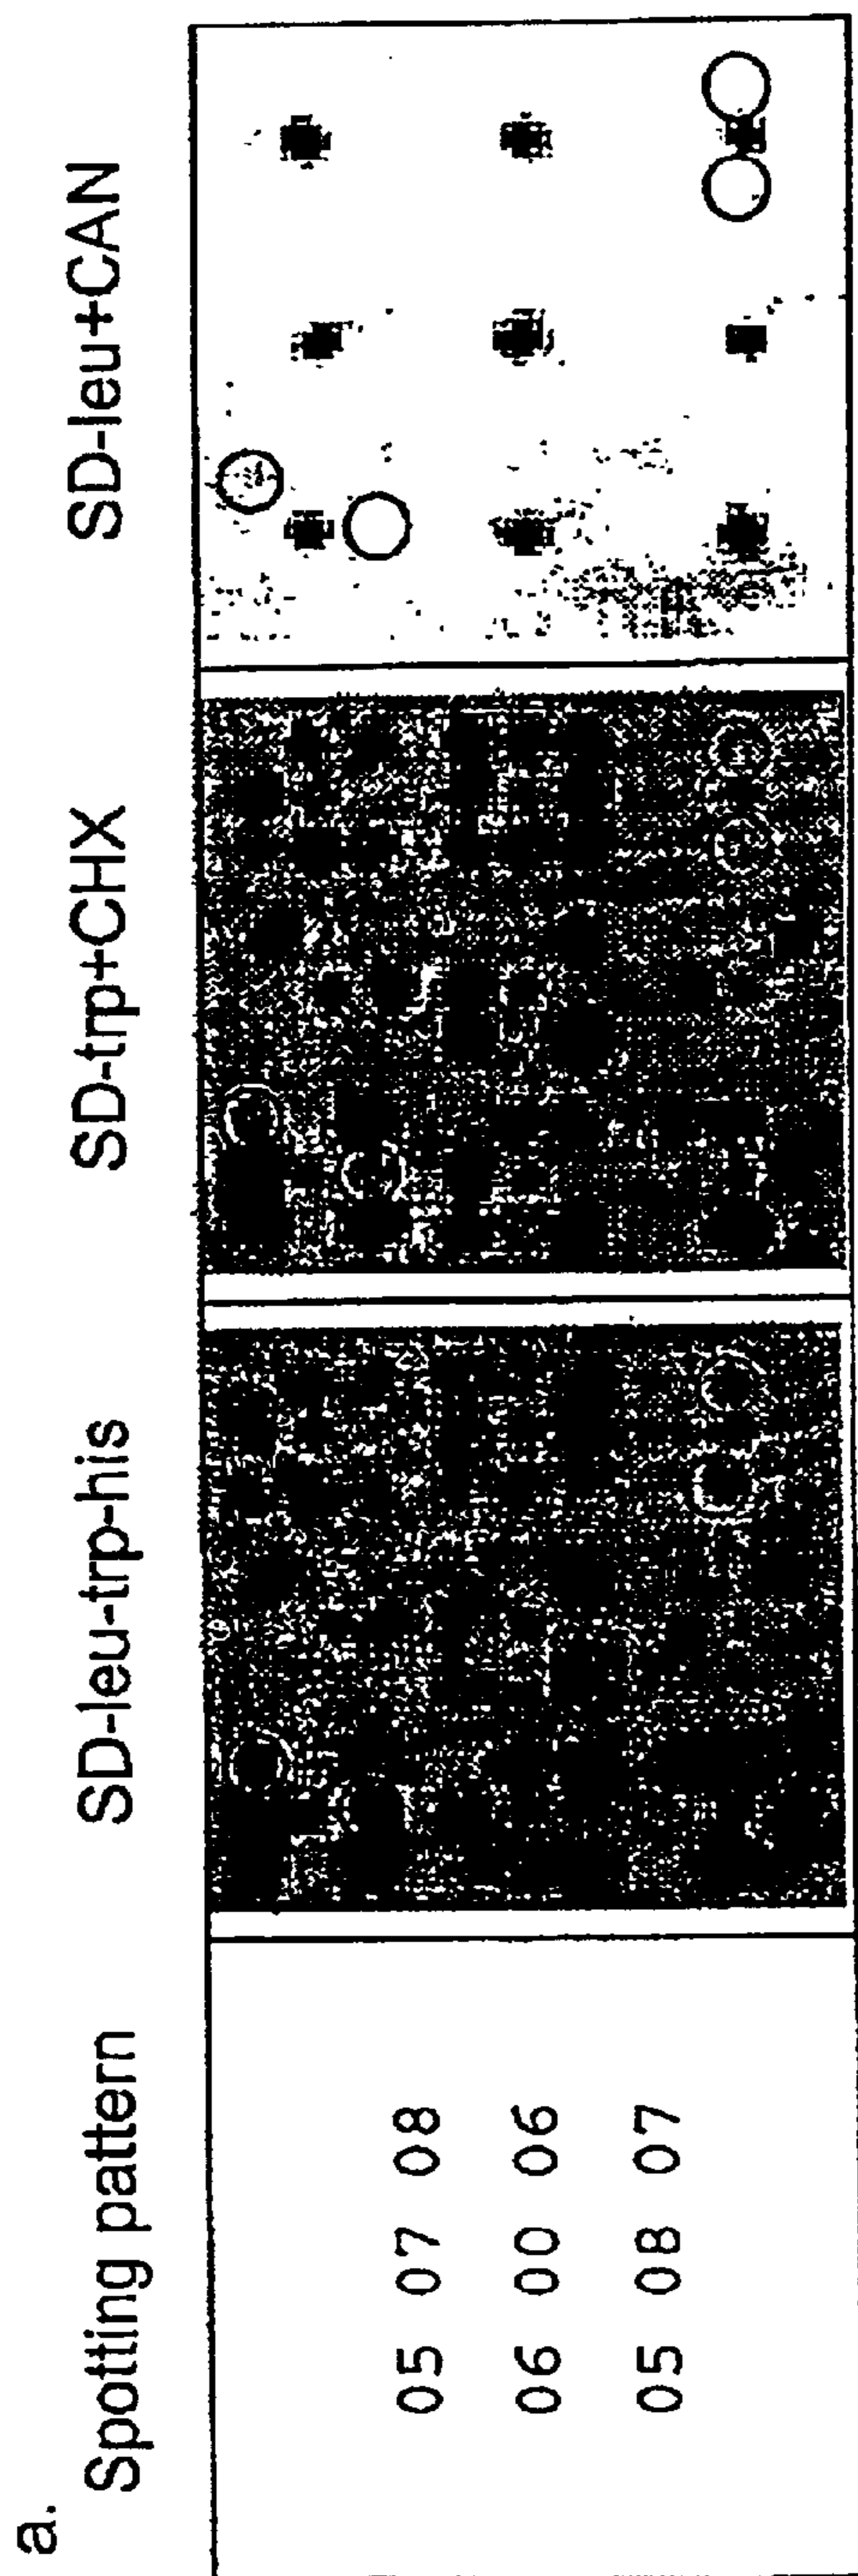 a.
Spotting pattern
SD-leu-trp-his
SD-trp+CHX
SD-leu+CAN
05 07 08
06 00 06
05 08 07